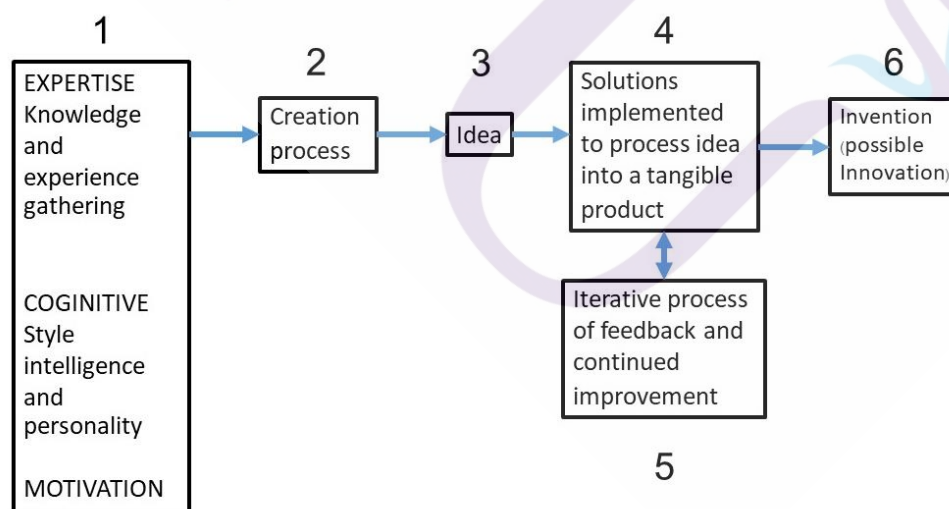 1
EXPERTISE
Knowledge
and
experience
gathering
COGINITIVE
Style
intelligence
and
personality
MOTIVATION
2
Creation
process
3
Idea
4
Solutions
implemented
to process idea
into a tangible
product
5
Iterative process
of feedback and
continued
improvement
6
Invention
(possible
Innovation)